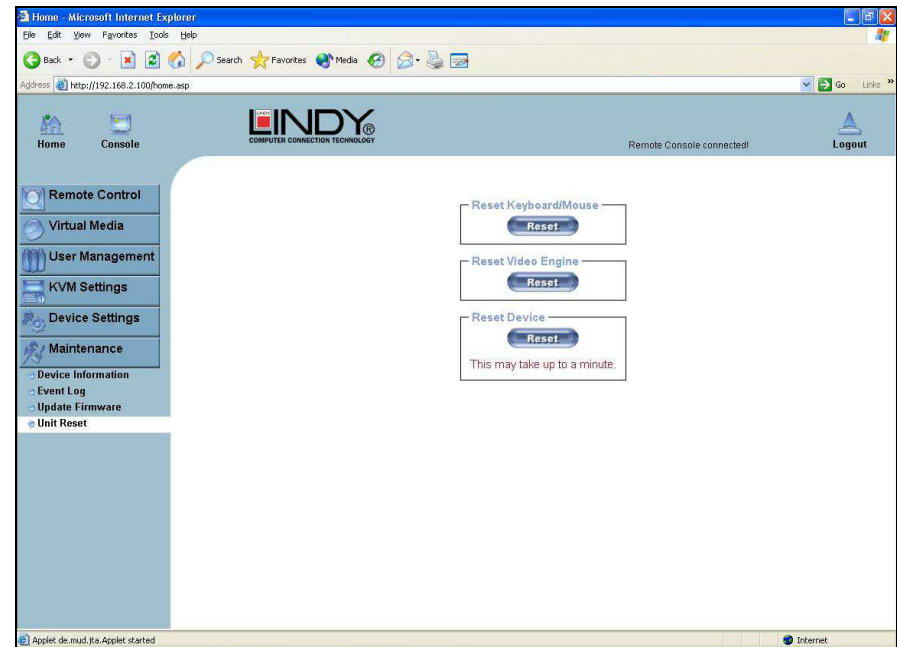 Home - Microsoft Internet Explorer
File Edit View Favorites Tools Help
Back Search Favorites Media
Address http://192.168.2.100/home.asp Go Links »
Home Console
LINDY®
COMPUTER CONNECTION TECHNOLOGY
Remote Console connected!
Logout
Remote Control
Virtual Media
User Management
KVM Settings
Device Settings
Maintenance
Device Information
Event Log
Update Firmware
Unit Reset
Reset Keyboard/Mouse
Reset
Reset Video Engine
Reset
Reset Device
Reset
This may take up to a minute.
Applet de.mud.jta.Applet started Internet